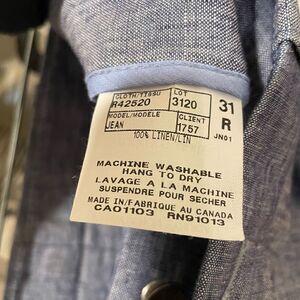 CLOTH/TISSU LOT 31
R42520 3120 R
MODEL/MODELE CLIENT
JEAN 1757 JN01
100% LINEN/LIN
MACHINE WASHABLE
HANG TO DRY
LAVAGE A LA MACHINE
SUSPENDRE POUR SECHER
MADE IN/FABRIQUE AU CANADA
CA01103 RN91013